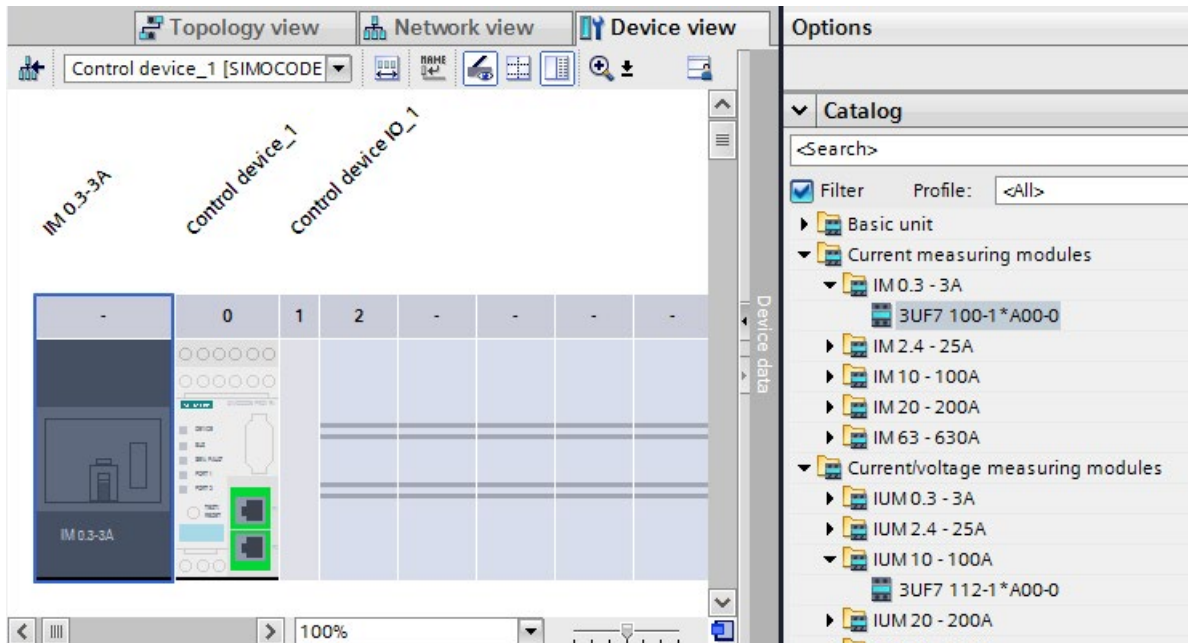 Topology view
Network view
Device view
Options
Control device_1 [SIMOCODE
NAME
Catalog
<Search>
Filter
Profile:
<All>
IM 0.3-3A
Control device_1
Control device IO_1
- 0 1 2 - - - -
IM 0.3-3A
Device data
Basic unit
Current measuring modules
IM 0.3 - 3A
3UF7 100-1*A00-0
IM 2.4 - 25A
IM 10 - 100A
IM 20 - 200A
IM 63 - 630A
Current/voltage measuring modules
IUM 0.3 - 3A
IUM 2.4 - 25A
IUM 10 - 100A
3UF7 112-1*A00-0
IUM 20 - 200A
100%